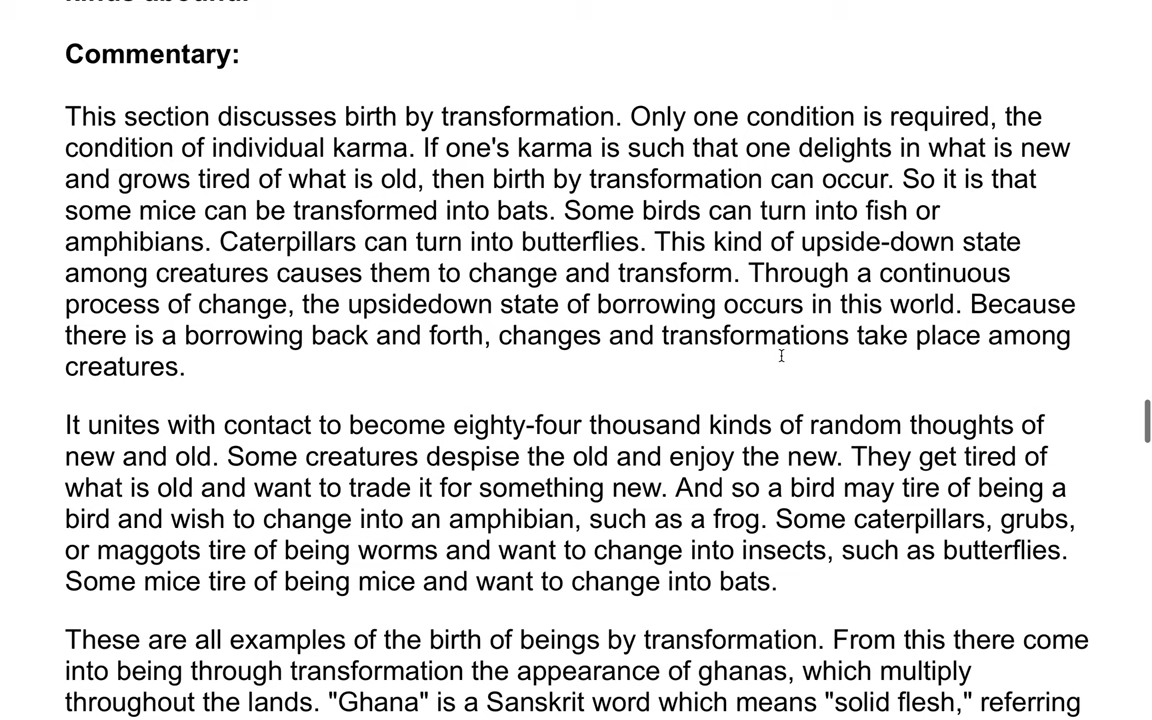 Commentary:
This section discusses birth by transformation. Only one condition is required, the
condition of individual karma. If one's karma is such that one delights in what is new
and grows tired of what is old, then birth by transformation can occur. So it is that
some mice can be transformed into bats. Some birds can turn into fish or
amphibians. Caterpillars can turn into butterflies. This kind of upside-down state
among creatures causes them to change and transform. Through a continuous
process of change, the upsidedown state of borrowing occurs in this world. Because
there is a borrowing back and forth, changes and transformations take place among
creatures.
It unites with contact to become eighty-four thousand kinds of random thoughts of
new and old. Some creatures despise the old and enjoy the new. They get tired of
what is old and want to trade it for something new. And so a bird may tire of being a
bird and wish to change into an amphibian, such as a frog. Some caterpillars, grubs,
or maggots tire of being worms and want to change into insects, such as butterflies.
Some mice tire of being mice and want to change into bats.
These are all examples of the birth of beings by transformation. From this there come
into being through transformation the appearance of ghanas, which multiply
throughout the lands. "Ghana" is a Sanskrit word which means "solid flesh," referring